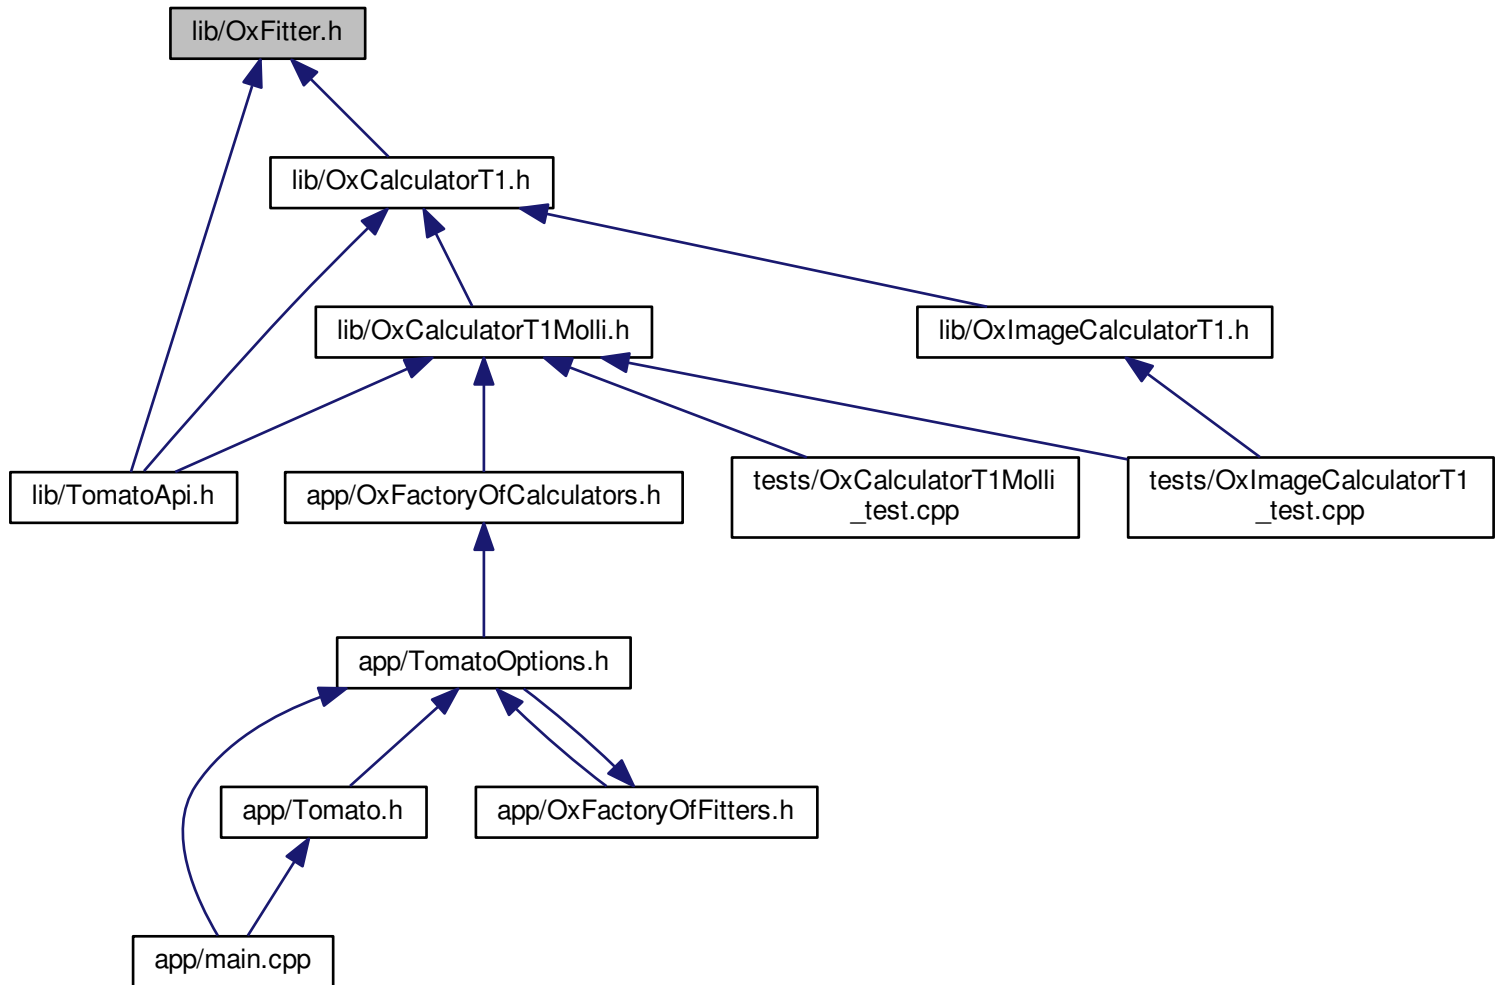 lib/OxFitter.h
lib/OxCalculatorT1.h
lib/OxCalculatorT1Molli.h
lib/OxImageCalculatorT1.h
lib/TomatoApi.h
app/OxFactoryOfCalculators.h
tests/OxCalculatorT1Molli
_test.cpp
tests/OxImageCalculatorT1
_test.cpp
app/TomatoOptions.h
app/Tomato.h
app/OxFactoryOfFitters.h
app/main.cpp